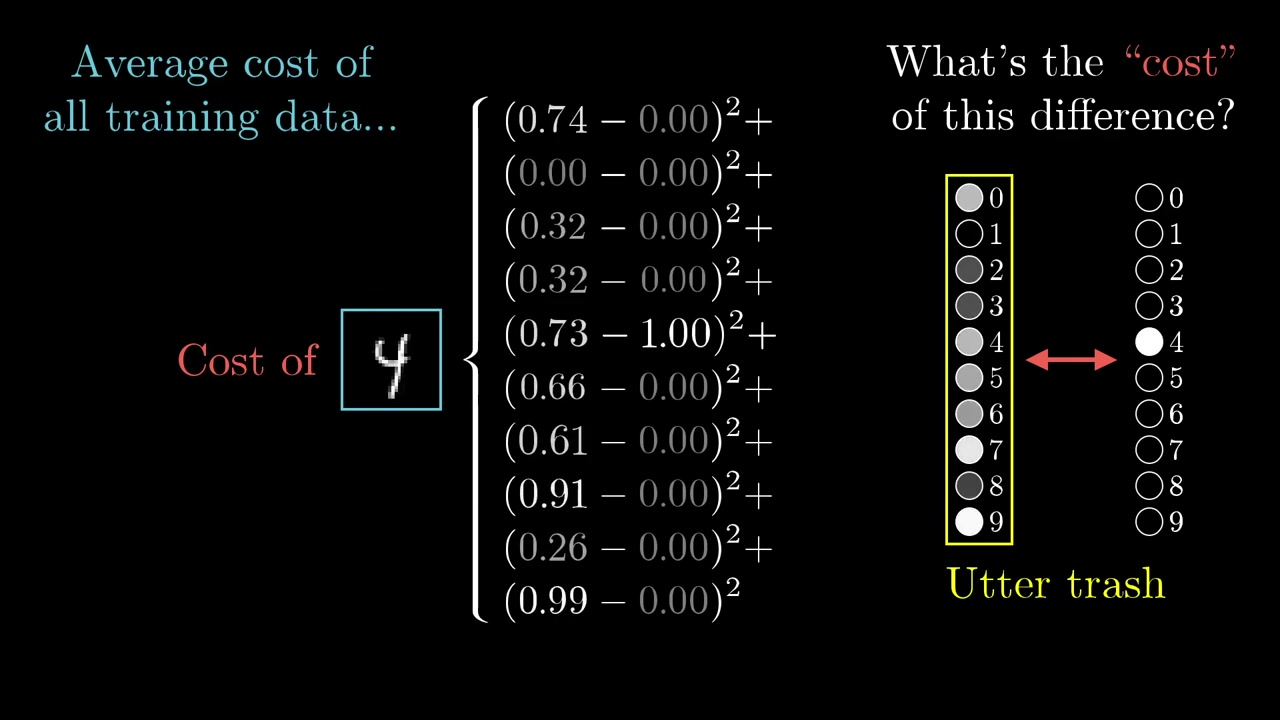 Average cost of
all training data...
What's the “cost”
of this difference?
Cost of
4
(0.74 − 0.00)²+
(0.00 − 0.00)²+
(0.32 − 0.00)²+
(0.32 − 0.00)²+
(0.73 − 1.00)²+
(0.66 − 0.00)²+
(0.61 − 0.00)²+
(0.91 − 0.00)²+
(0.26 − 0.00)²+
(0.99 − 0.00)²
0
1
2
3
4
5
6
7
8
9
0
1
2
3
4
5
6
7
8
9
Utter trash